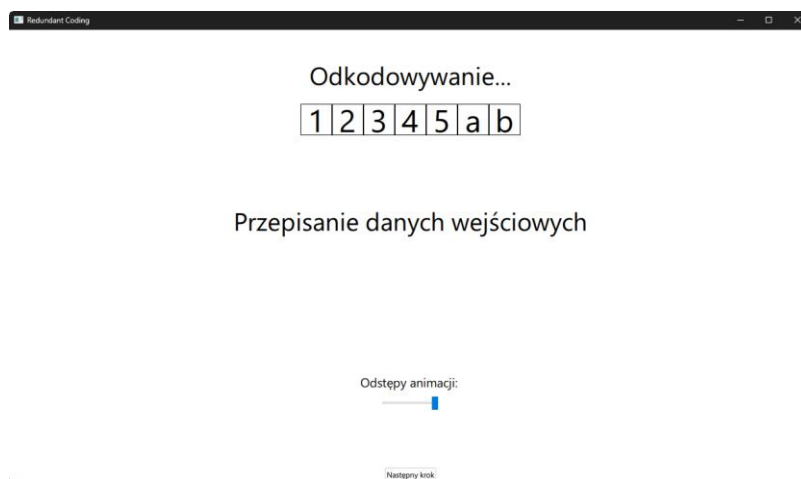 Redundant Coding
Odkodowywanie...
1 2 3 4 5 a b
Przepisanie danych wejściowych
Odstępy animacji:
Następny krok